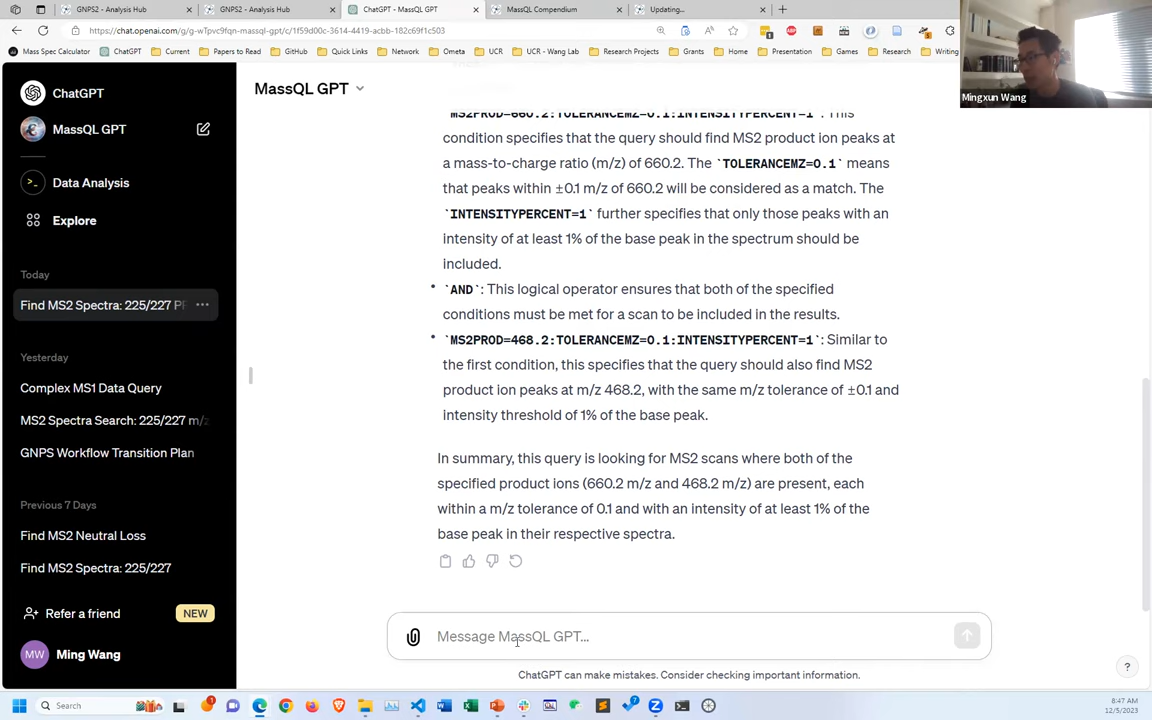 GNPS2 - Analysis Hub
GNPS2 - Analysis Hub
ChatGPT - MassQL GPT
MassQL Compendium
Updating...
https://chat.openai.com/g/g-wTpvc9fqn-massql-gpt/c/1f59d00c-3614-4419-acbb-182c69f1c503
Mass Spec Calculator
ChatGPT
Current
Papers to Read
GitHub
Quick Links
Network
Ometa
UCR
UCR - Wang Lab
Research Projects
Grants
Home
Presentation
Games
Research
Writing
Mingxun Wang
ChatGPT
MassQL GPT
Data Analysis
Explore
Today
Find MS2 Spectra: 225/227 PR
Yesterday
Complex MS1 Data Query
MS2 Spectra Search: 225/227 m/z
GNPS Workflow Transition Plan
Previous 7 Days
Find MS2 Neutral Loss
Find MS2 Spectra: 225/227
Refer a friend
NEW
MW
Ming Wang
MassQL GPT
`MS2PROD=660.2:TOLERANCEMZ=0.1:INTENSITYPERCENT=1`: This
condition specifies that the query should find MS2 product ion peaks at
a mass-to-charge ratio (m/z) of 660.2. The `TOLERANCEMZ=0.1` means
that peaks within ±0.1 m/z of 660.2 will be considered as a match. The
`INTENSITYPERCENT=1` further specifies that only those peaks with an
intensity of at least 1% of the base peak in the spectrum should be
included.
• `AND`: This logical operator ensures that both of the specified
conditions must be met for a scan to be included in the results.
• `MS2PROD=468.2:TOLERANCEMZ=0.1:INTENSITYPERCENT=1`: Similar to
the first condition, this specifies that the query should also find MS2
product ion peaks at m/z 468.2, with the same m/z tolerance of ±0.1 and
intensity threshold of 1% of the base peak.
In summary, this query is looking for MS2 scans where both of the
specified product ions (660.2 m/z and 468.2 m/z) are present, each
within a m/z tolerance of 0.1 and with an intensity of at least 1% of the
base peak in their respective spectra.
Message MassQL GPT...
ChatGPT can make mistakes. Consider checking important information.
?
Search
8:47 AM
12/5/2023